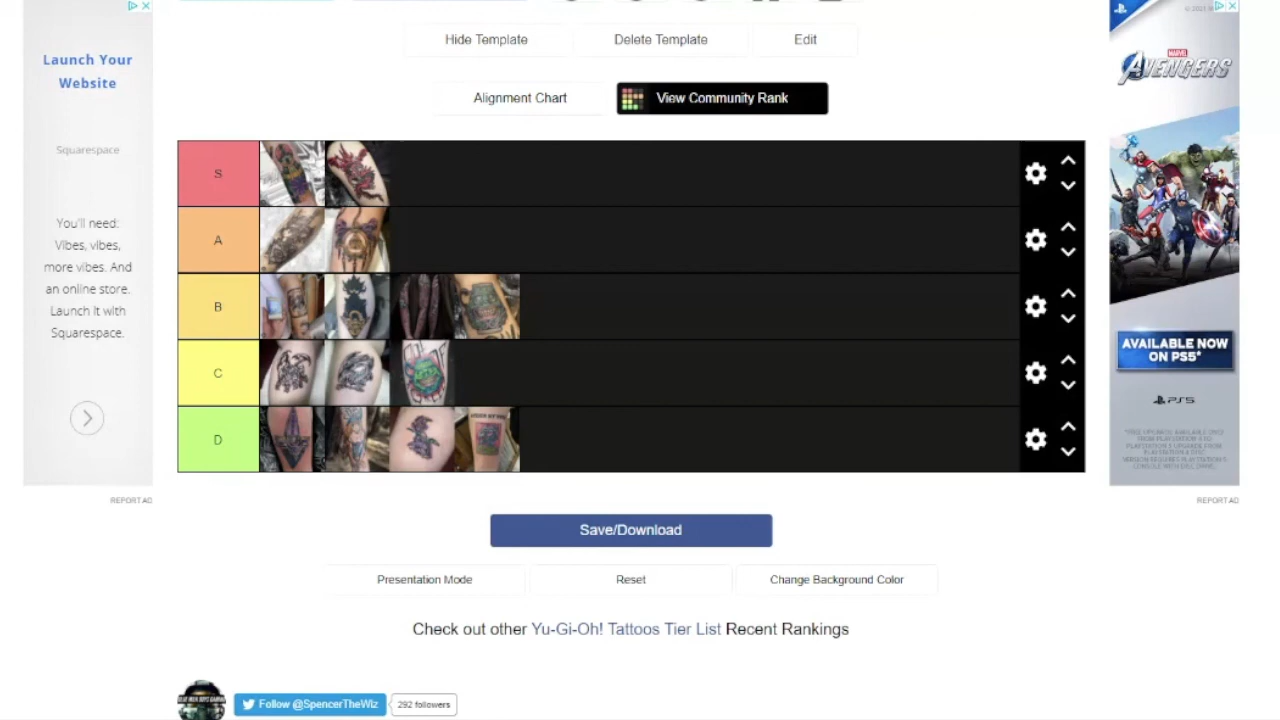 Launch Your
Website
Squarespace
You'll need:
Vibes, vibes,
more vibes. And
an online store.
Launch it with
Squarespace.
REPORT AD
Hide Template
Delete Template
Edit
Alignment Chart
View Community Rank
S
A
B
C
D
Save/Download
Presentation Mode
Reset
Change Background Color
Check out other Yu-Gi-Oh! Tattoos Tier List Recent Rankings
Follow @SpencerTheWiz
292 followers
MARVEL
AVENGERS
AVAILABLE NOW
ON PS5*
PS5
REPORT AD